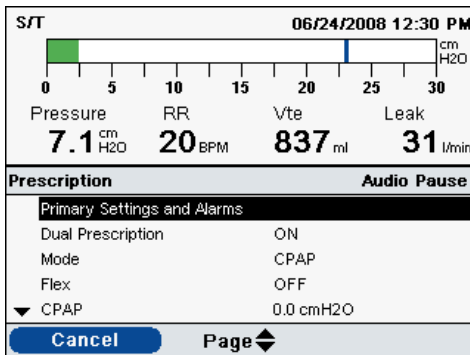 S/T 06/24/2008 12:30 PM
cm
H2O
0 5 10 15 20 25 30
Pressure RR Vte Leak
7.1 cm H2O 20 BPM 837 ml 31 l/min
Prescription Audio Pause
Primary Settings and Alarms
Dual Prescription ON
Mode CPAP
Flex OFF
CPAP 0.0 cmH2O
Cancel Page